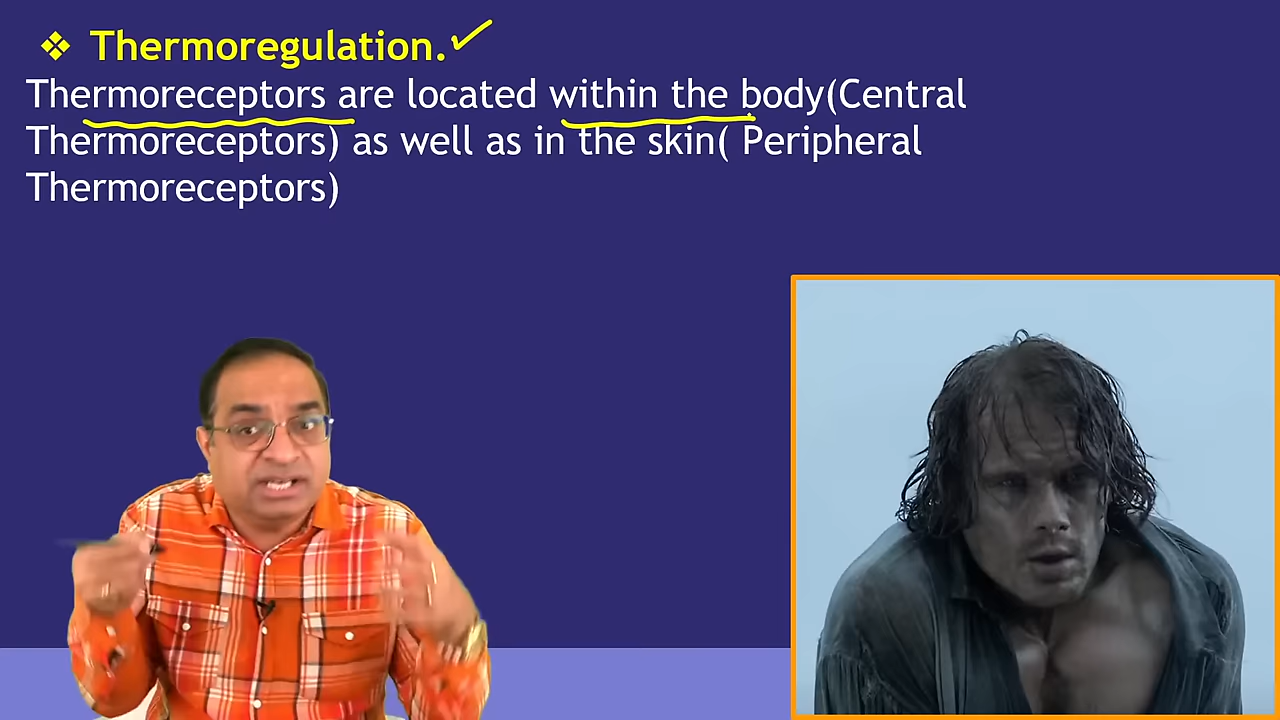 ❖ Thermoregulation.✓
Thermoreceptors are located within the body(Central
Thermoreceptors) as well as in the skin( Peripheral
Thermoreceptors)